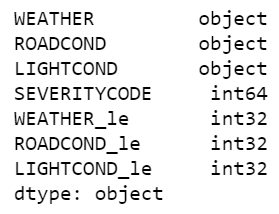 WEATHER object
ROADCOND object
LIGHTCOND object
SEVERITYCODE int64
WEATHER_le int32
ROADCOND_le int32
LIGHTCOND_le int32
dtype: object